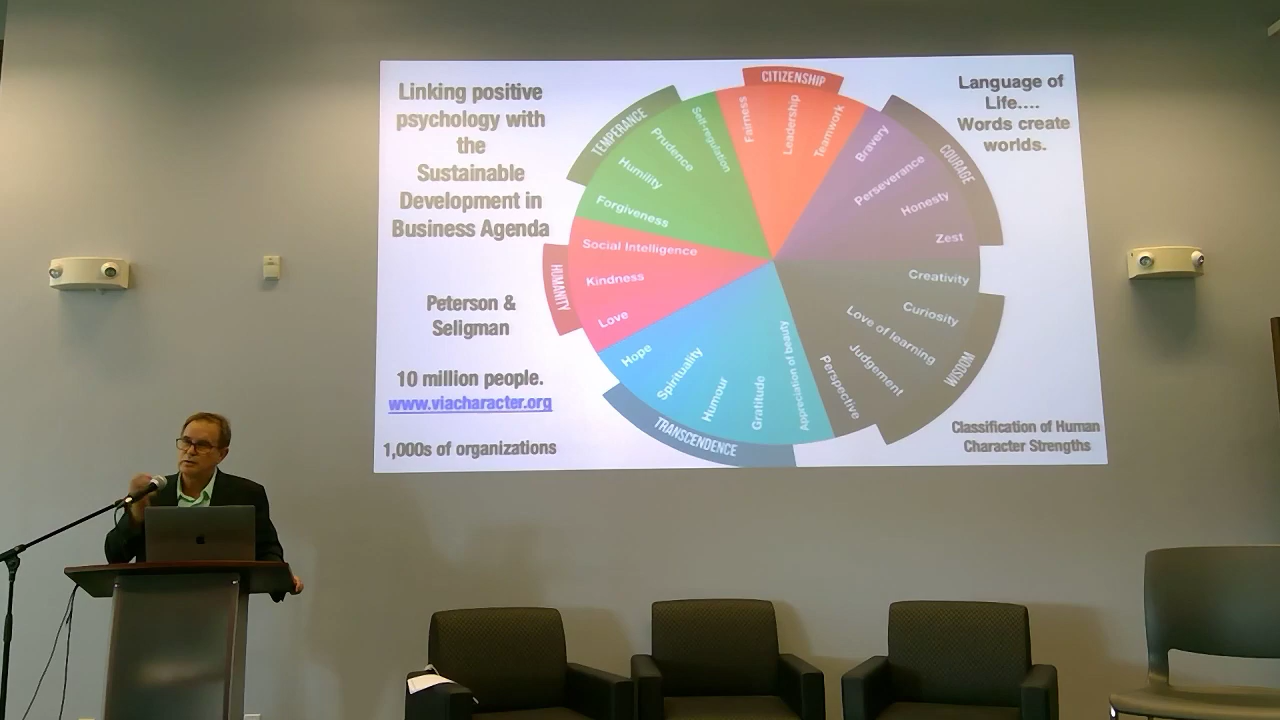 Linking positive
psychology with
the
Sustainable
Development in
Business Agenda
Peterson &
Seligman
10 million people.
www.viacharacter.org
1,000s of organizations
CITIZENSHIP
Fairness
Leadership
Teamwork
COURAGE
Bravery
Perseverance
Honesty
Zest
WISDOM
Creativity
Curiosity
Love of learning
Judgement
Perspective
TRANSCENDENCE
Appreciation of beauty
Gratitude
Humour
Spirituality
Hope
HUMANITY
Love
Kindness
Social Intelligence
TEMPERANCE
Forgiveness
Humility
Prudence
Self-regulation
Language of
Life....
Words create
worlds.
Classification of Human
Character Strengths